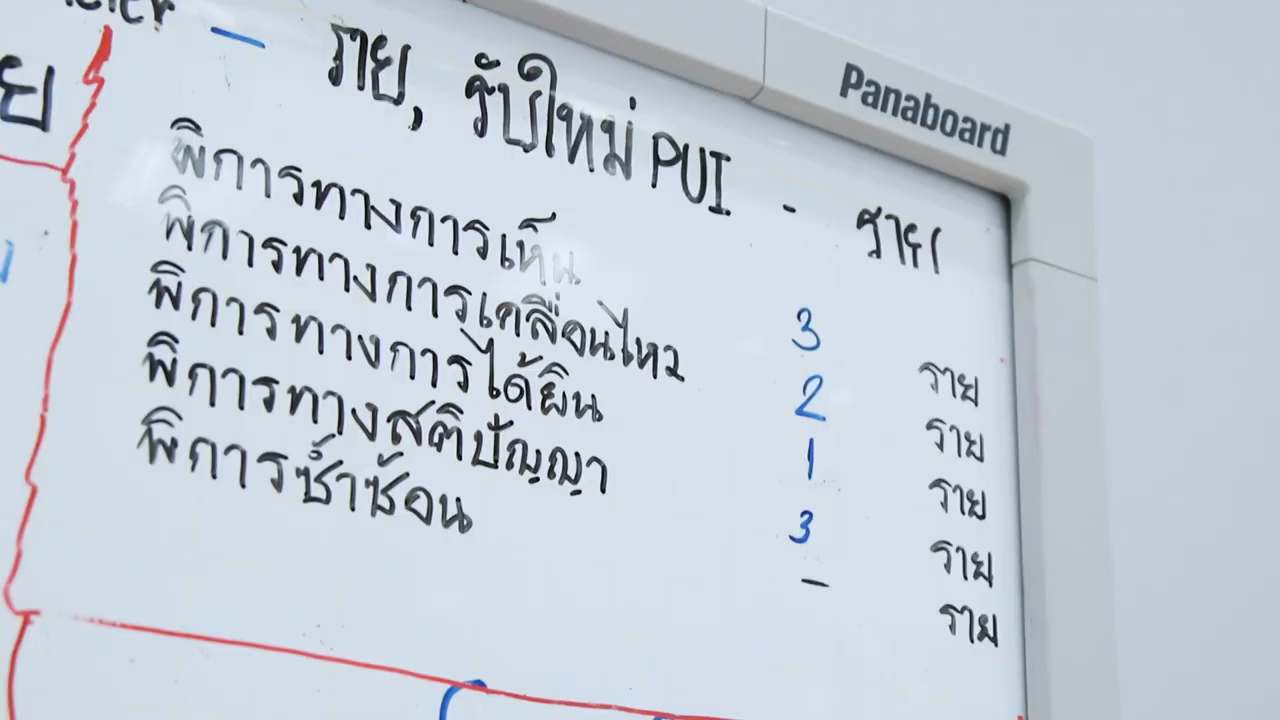 Panaboard
— ราย, รับใหม่ PUI - ราย
พิการทางการเห็น 3 ราย
พิการทางการเคลื่อนไหว 2 ราย
พิการทางการได้ยิน 1 ราย
พิการทางสติปัญญา 3 ราย
พิการซ้ำซ้อน - ราย